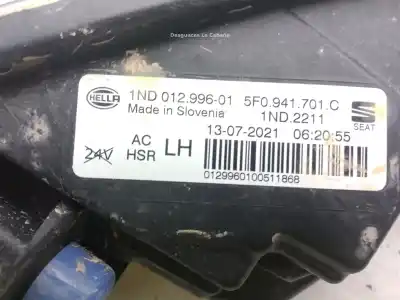 Desguaces La Cabaña
HELLA
1ND 012.996-01 5F0.941.701.C
Made in Slovenia 1ND.2211
SEAT
13-07-2021 06:20:55
24V AC HSR LH
0129960100511868